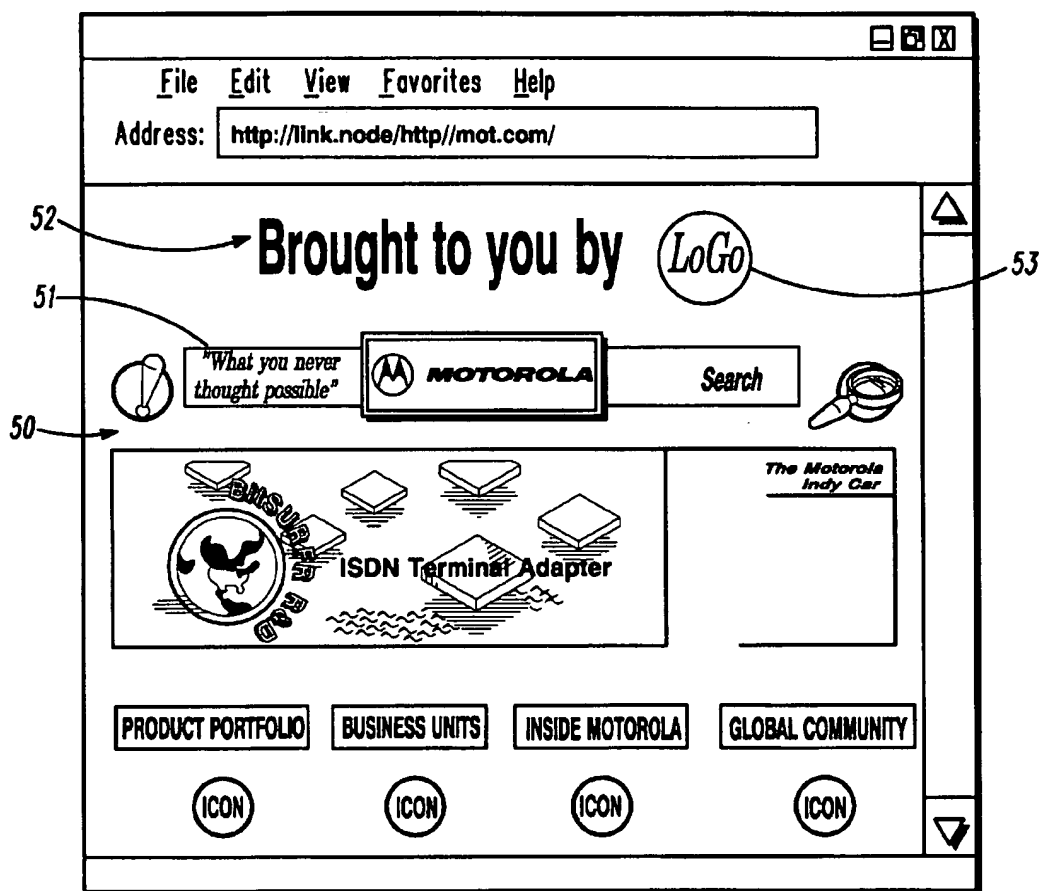 File Edit View Favorites Help
Address: http://link.node/http//mot.com/
52
Brought to you by LoGo
53
51
"What you never
thought possible"
MOTOROLA
Search
50
The Motorola
Indy Car
ISDN Terminal Adapter
PRODUCT PORTFOLIO BUSINESS UNITS INSIDE MOTOROLA GLOBAL COMMUNITY
ICON ICON ICON ICON